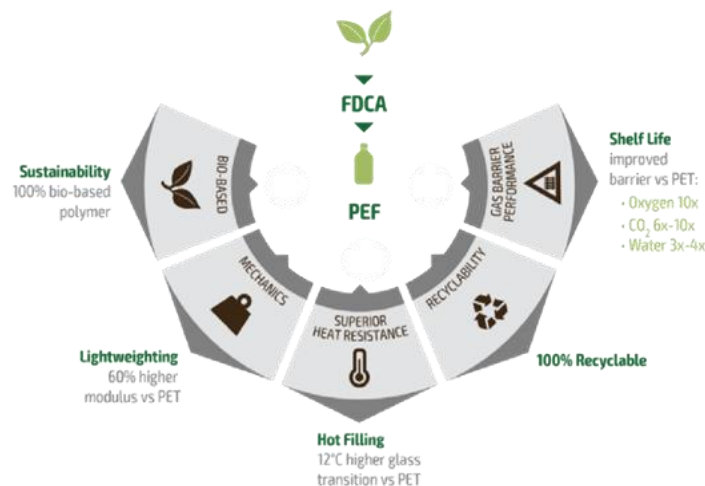 FDCA
PEF
BIO-BASED
Sustainability
100% bio-based
polymer
MECHANICS
Lightweighting
60% higher
modulus vs PET
SUPERIOR
HEAT RESISTANCE
Hot Filling
12°C higher glass
transition vs PET
RECYCLABILITY
100% Recyclable
GAS BARRIER
PERFORMANCE
Shelf Life
improved
barrier vs PET:
· Oxygen 10x
· CO₂ 6x-10x
· Water 3x-4x